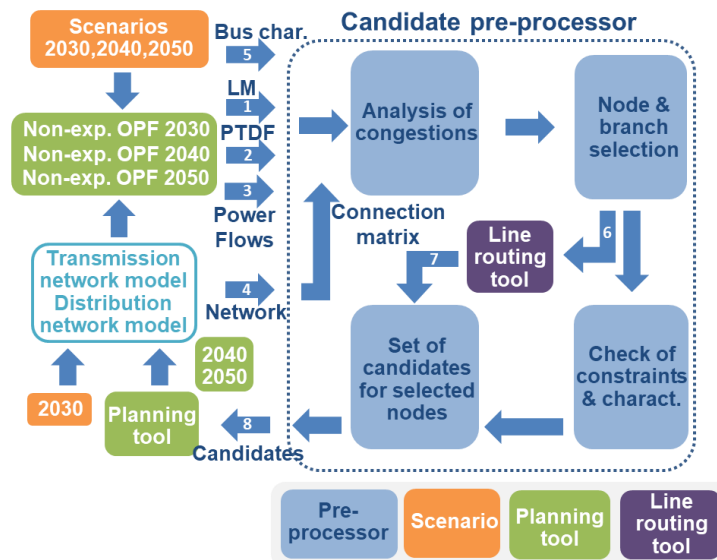 Scenarios
2030,2040,2050
Bus char.
5
Candidate pre-processor
LM
1
PTDF
2
3
Power
Flows
Non-exp. OPF 2030
Non-exp. OPF 2040
Non-exp. OPF 2050
Analysis of
congestions
Node &
branch
selection
Connection
matrix
6
7
Line
routing
tool
Transmission
network model
Distribution
network model
4
Network
2040
2050
2030
Planning
tool
8
Candidates
Set of
candidates
for selected
nodes
Check of
constraints
& charact.
Pre-
processor
Scenario
Planning
tool
Line
routing
tool